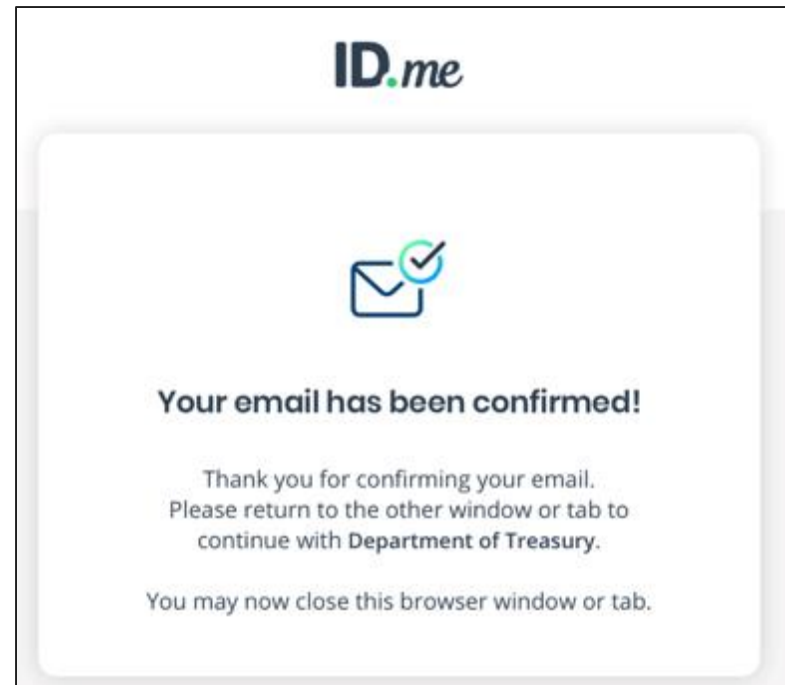 ID.me
Your email has been confirmed!
Thank you for confirming your email.
Please return to the other window or tab to
continue with Department of Treasury.
You may now close this browser window or tab.